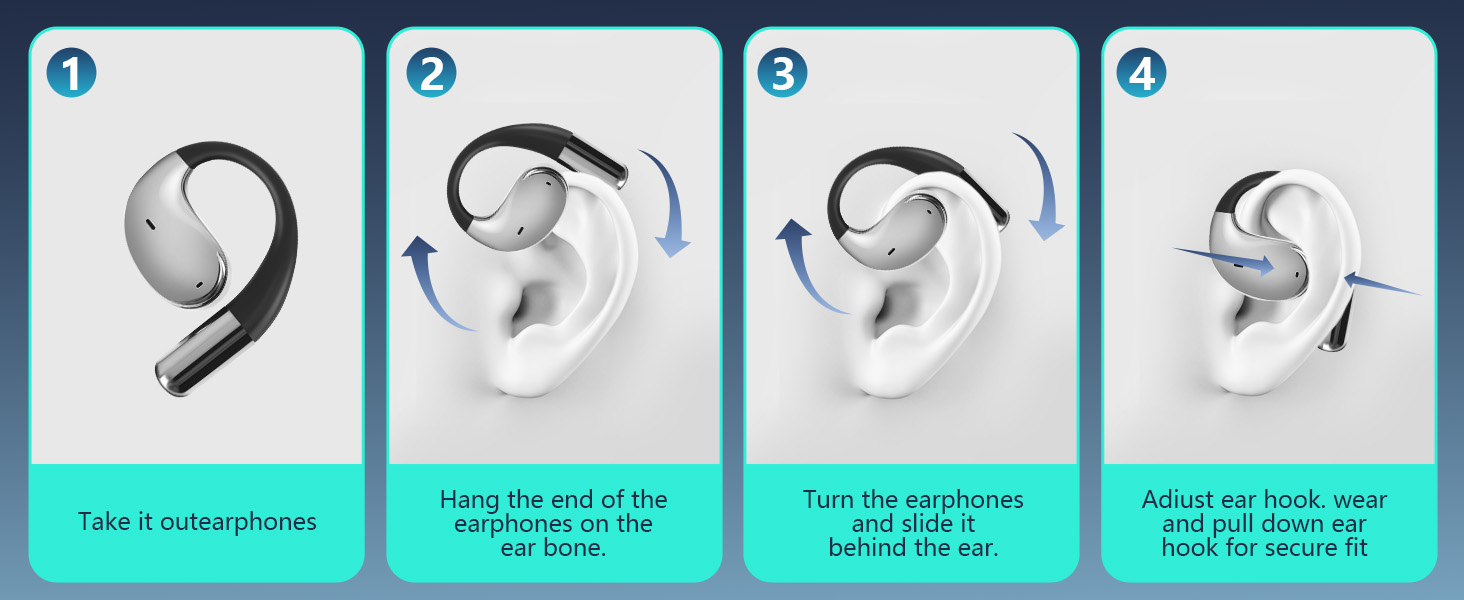 1
Take it outearphones
2
Hang the end of the
earphones on the
ear bone.
3
Turn the earphones
and slide it
behind the ear.
4
Adiust ear hook. wear
and pull down ear
hook for secure fit